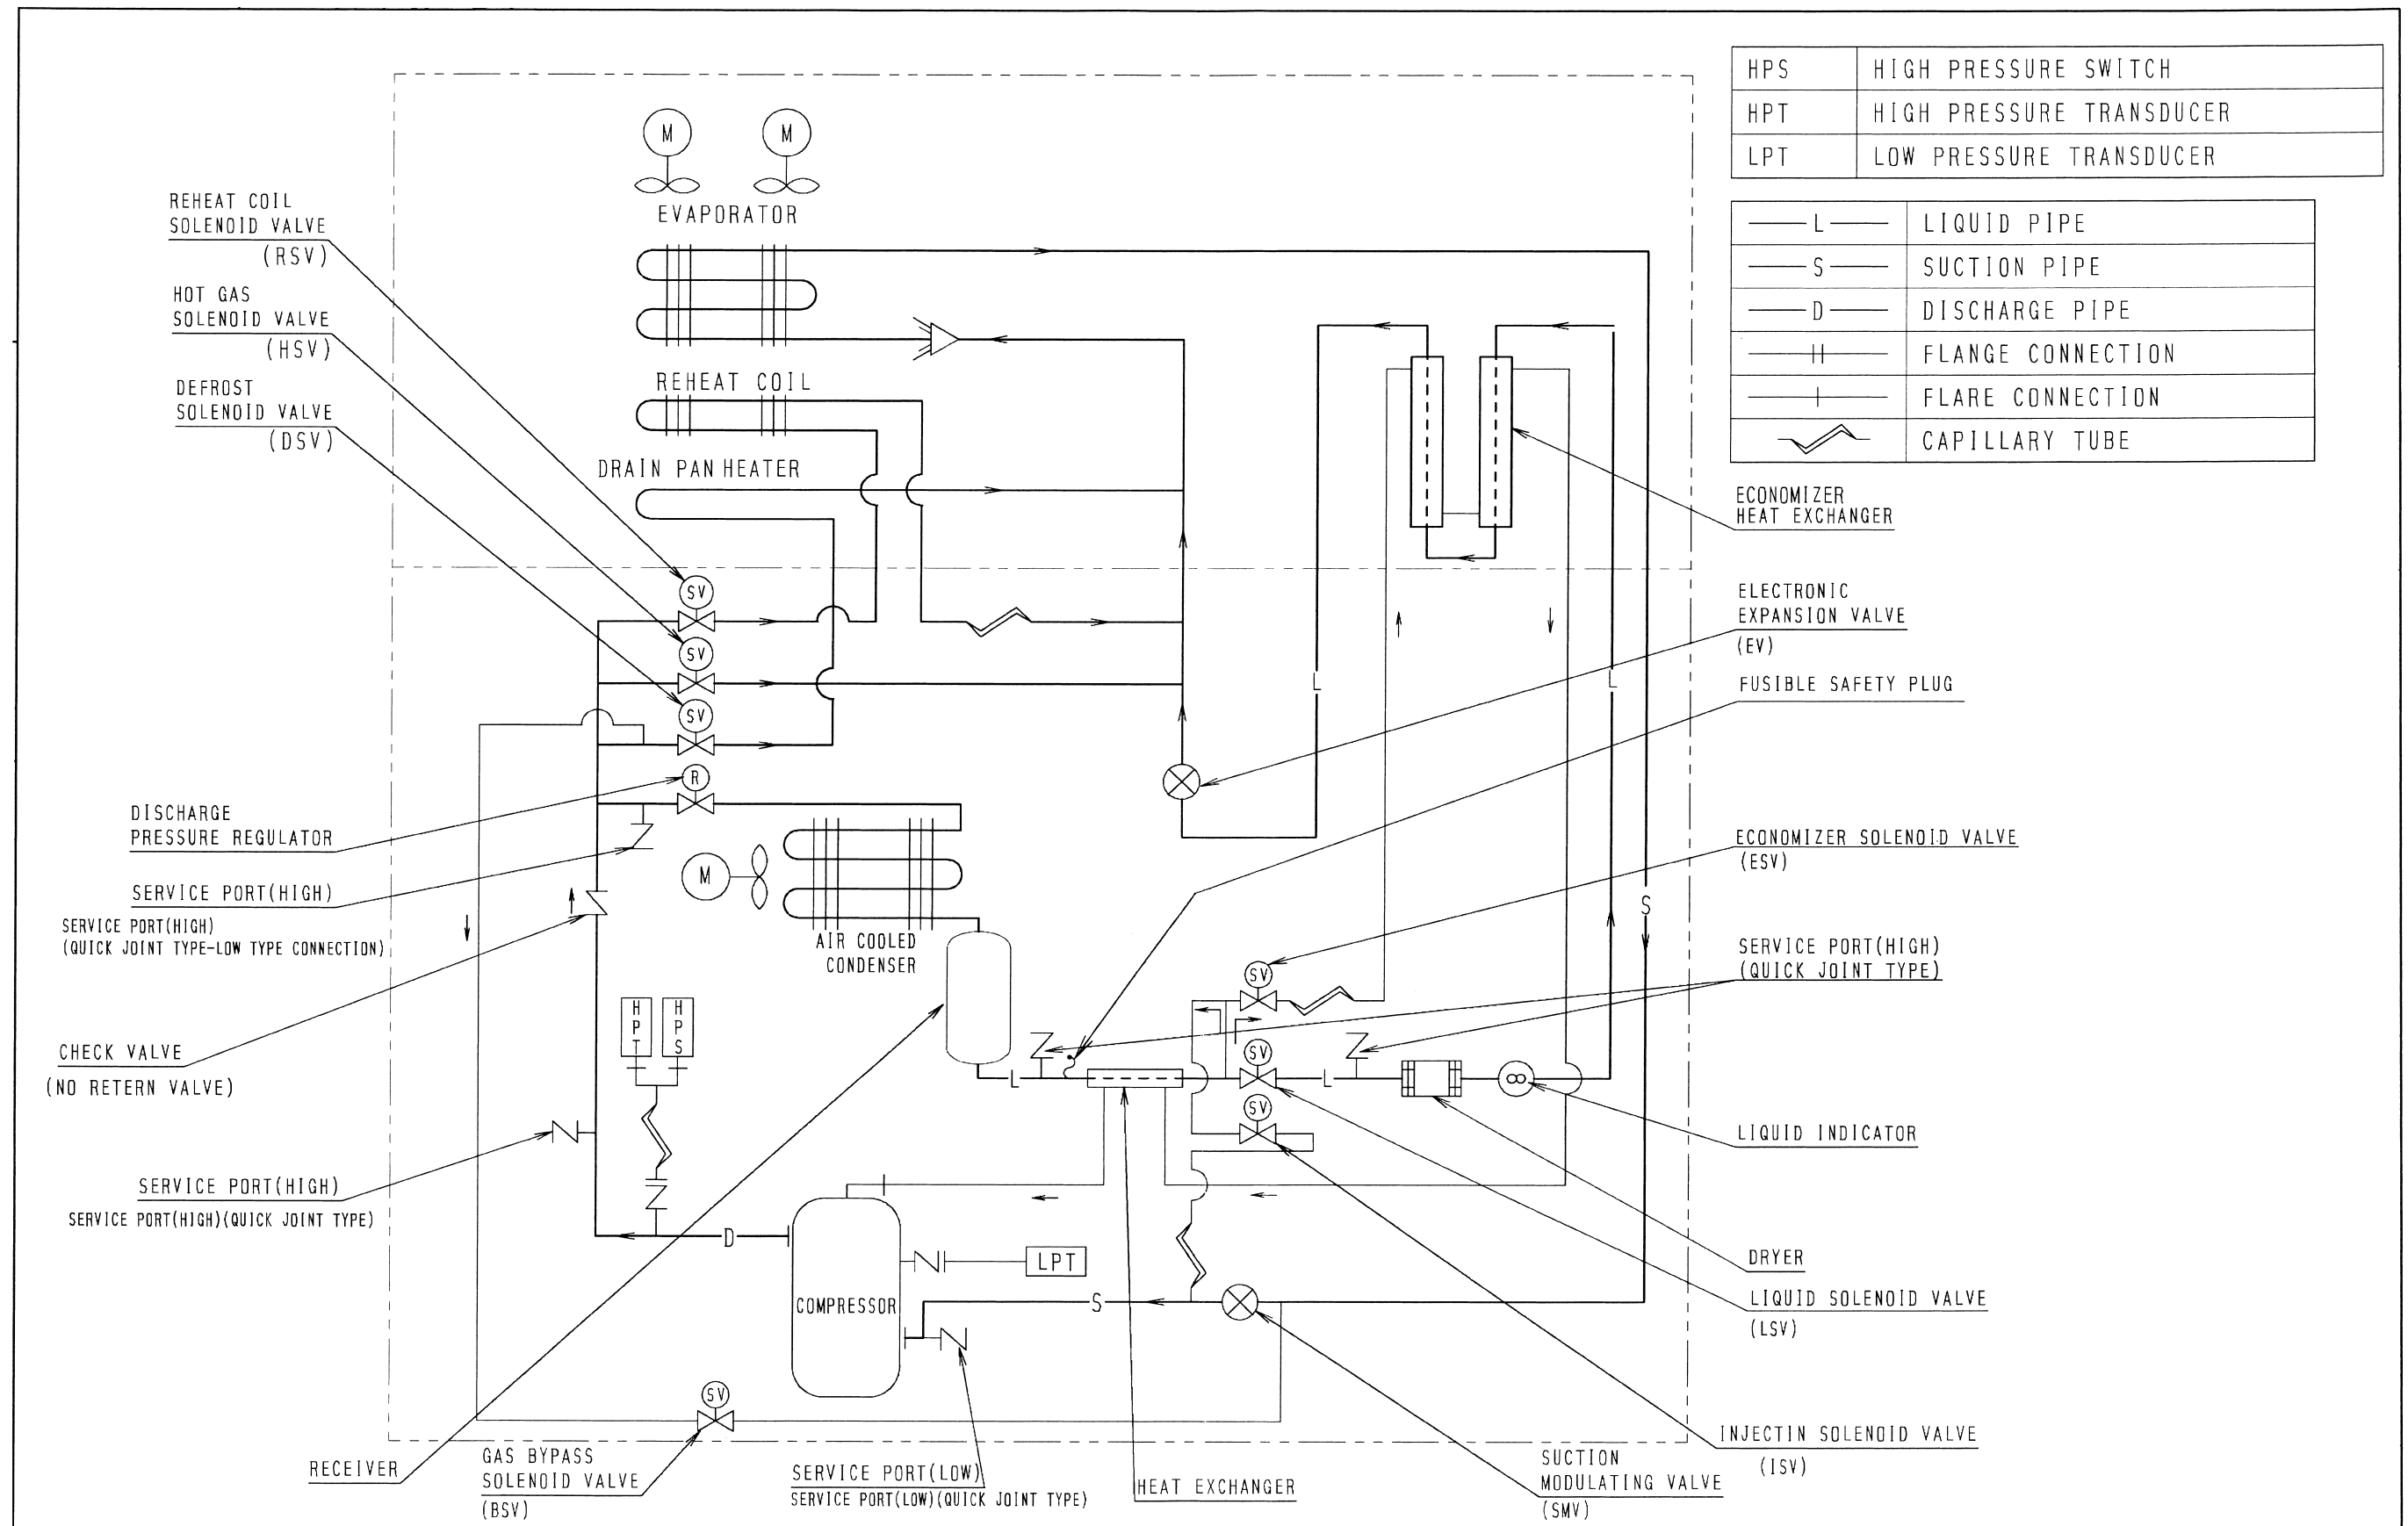 HPS HIGH PRESSURE SWITCH
HPT HIGH PRESSURE TRANSDUCER
LPT LOW PRESSURE TRANSDUCER
L LIQUID PIPE
S SUCTION PIPE
D DISCHARGE PIPE
FLANGE CONNECTION
FLARE CONNECTION
CAPILLARY TUBE
M
M
EVAPORATOR
REHEAT COIL
SOLENOID VALVE
(RSV)
HOT GAS
SOLENOID VALVE
(HSV)
DEFROST
SOLENOID VALVE
(DSV)
REHEAT COIL
DRAIN PAN HEATER
ECONOMIZER
HEAT EXCHANGER
SV
SV
SV
R
ELECTRONIC
EXPANSION VALVE
(EV)
L
L
FUSIBLE SAFETY PLUG
DISCHARGE
PRESSURE REGULATOR
SERVICE PORT(HIGH)
SERVICE PORT(HIGH)
(QUICK JOINT TYPE-LOW TYPE CONNECTION)
M
AIR COOLED
CONDENSER
ECONOMIZER SOLENOID VALVE
(ESV)
S
SERVICE PORT(HIGH)
(QUICK JOINT TYPE)
SV
HPT
HPS
CHECK VALVE
(NO RETERN VALVE)
L
SV
L
SV
LIQUID INDICATOR
SERVICE PORT(HIGH)
SERVICE PORT(HIGH)(QUICK JOINT TYPE)
D
LPT
COMPRESSOR
S
DRYER
LIQUID SOLENOID VALVE
(LSV)
SV
INJECTIN SOLENOID VALVE
(ISV)
RECEIVER
GAS BYPASS
SOLENOID VALVE
(BSV)
SERVICE PORT(LOW)
SERVICE PORT(LOW)(QUICK JOINT TYPE)
HEAT EXCHANGER
SUCTION
MODULATING VALVE
(SMV)